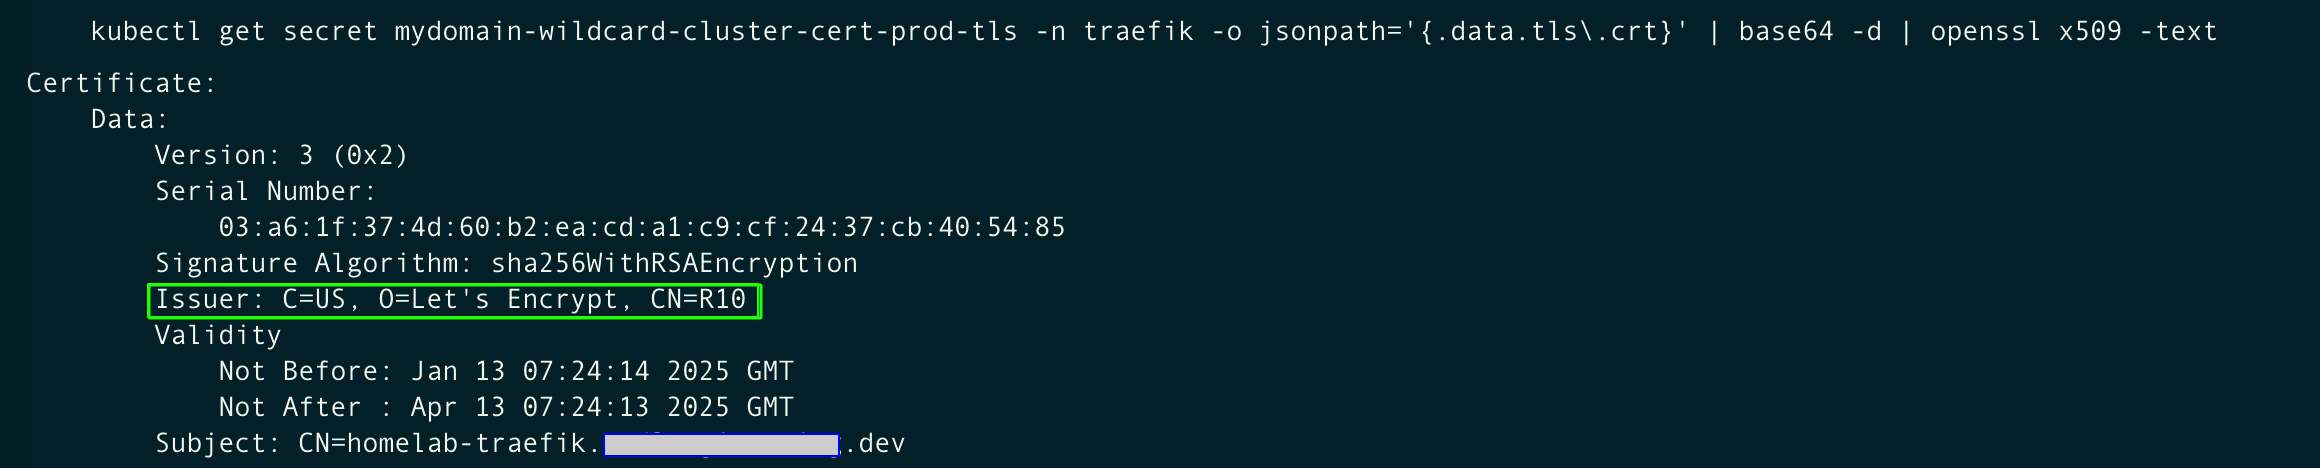 kubectl get secret mydomain-wildcard-cluster-cert-prod-tls -n traefik -o jsonpath='{.data.tls\.crt}' | base64 -d | openssl x509 -text
Certificate:
Data:
Version: 3 (0x2)
Serial Number:
03:a6:1f:37:4d:60:b2:ea:cd:a1:c9:cf:24:37:cb:40:54:85
Signature Algorithm: sha256WithRSAEncryption
Issuer: C=US, O=Let's Encrypt, CN=R10
Validity
Not Before: Jan 13 07:24:14 2025 GMT
Not After : Apr 13 07:24:13 2025 GMT
Subject: CN=homelab-traefik. .dev